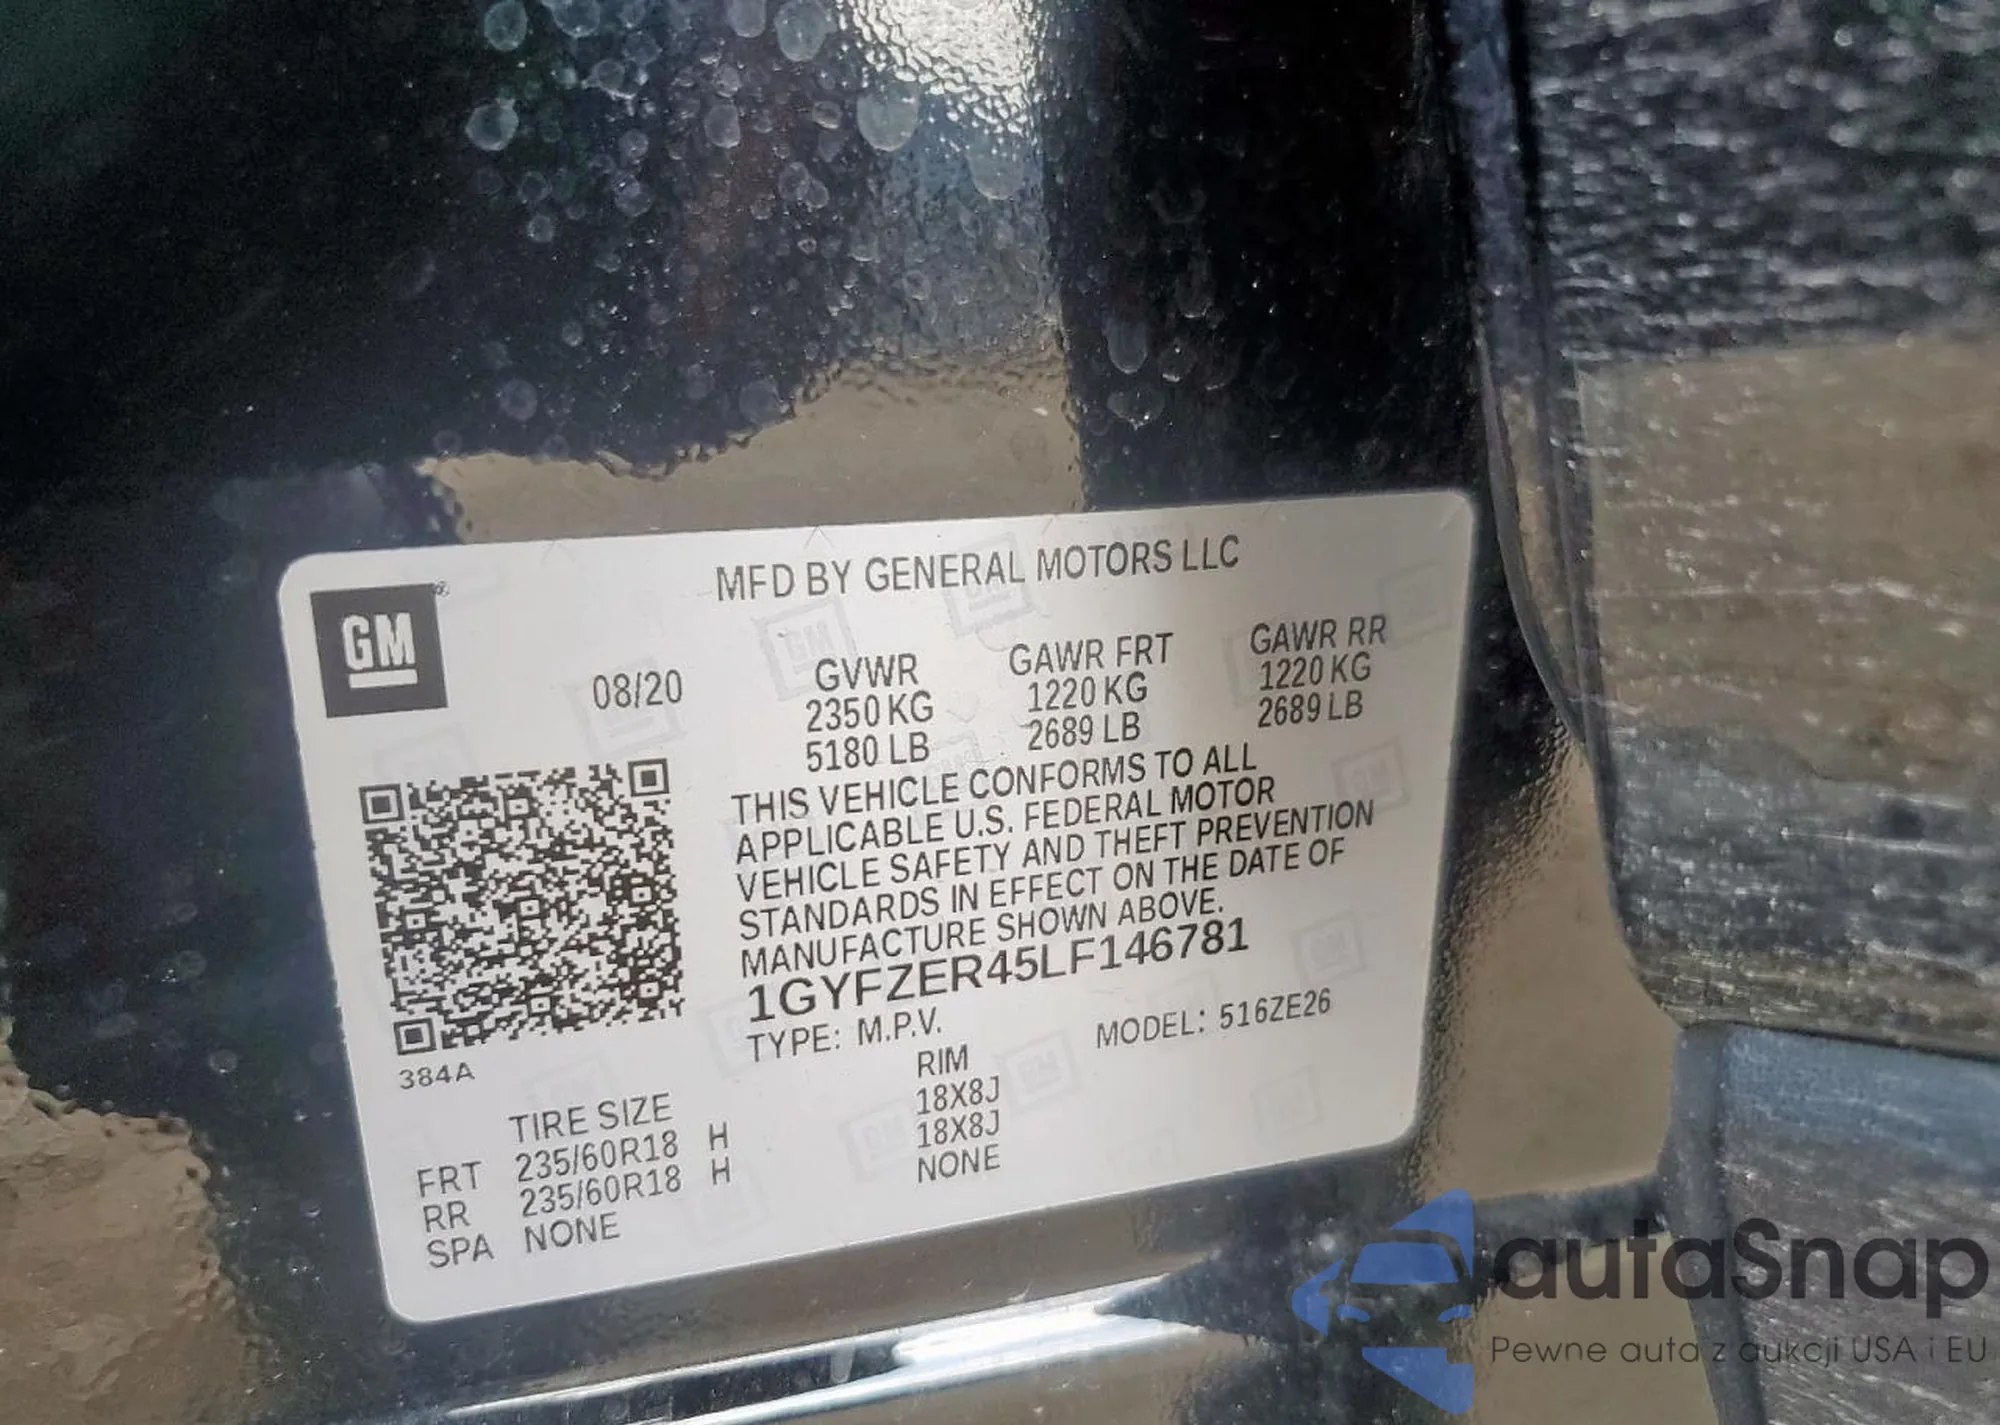 MFD BY GENERAL MOTORS LLC
GM
08/20
GVWR
2350 KG
5180 LB
GAWR FRT
1220 KG
2689 LB
GAWR RR
1220 KG
2689 LB
THIS VEHICLE CONFORMS TO ALL
APPLICABLE U.S. FEDERAL MOTOR
VEHICLE SAFETY AND THEFT PREVENTION
STANDARDS IN EFFECT ON THE DATE OF
MANUFACTURE SHOWN ABOVE.
1GYFZER45LF146781
TYPE: M.P.V. MODEL: 516ZE26
384A
TIRE SIZE RIM
FRT 235/60R18 H 18X8J
RR 235/60R18 H 18X8J
SPA NONE NONE
autaSnap
Pewne auta z aukcji USA i EU